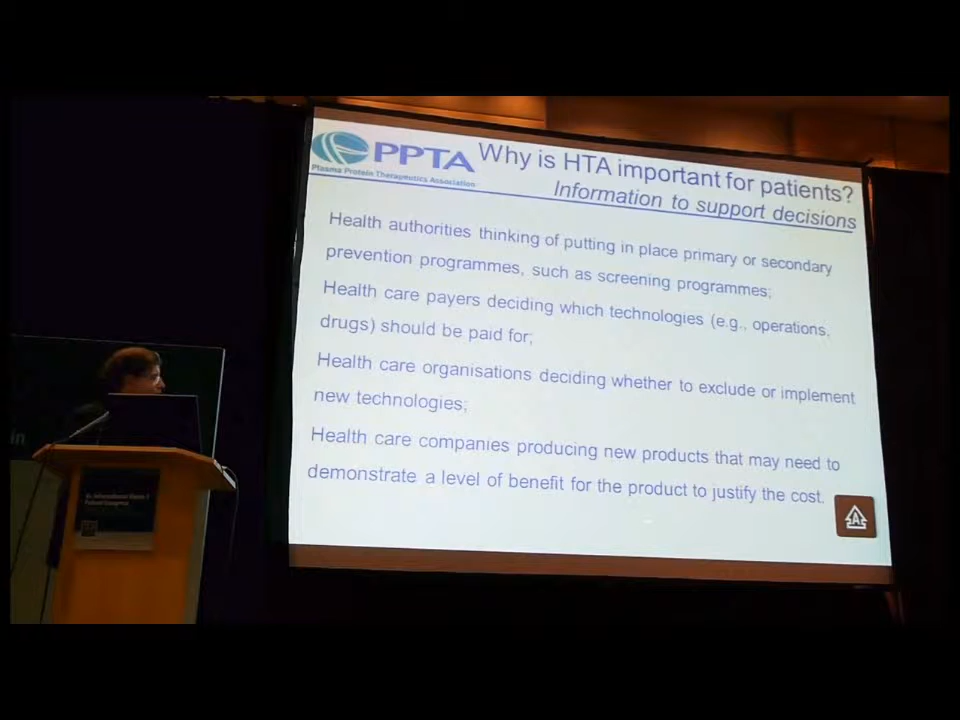 PPTA
Plasma Protein Therapeutics Association
Why is HTA important for patients?
Information to support decisions
Health authorities thinking of putting in place primary or secondary
prevention programmes, such as screening programmes;
Health care payers deciding which technologies (e.g., operations,
drugs) should be paid for;
Health care organisations deciding whether to exclude or implement
new technologies;
Health care companies producing new products that may need to
demonstrate a level of benefit for the product to justify the cost.
A
in